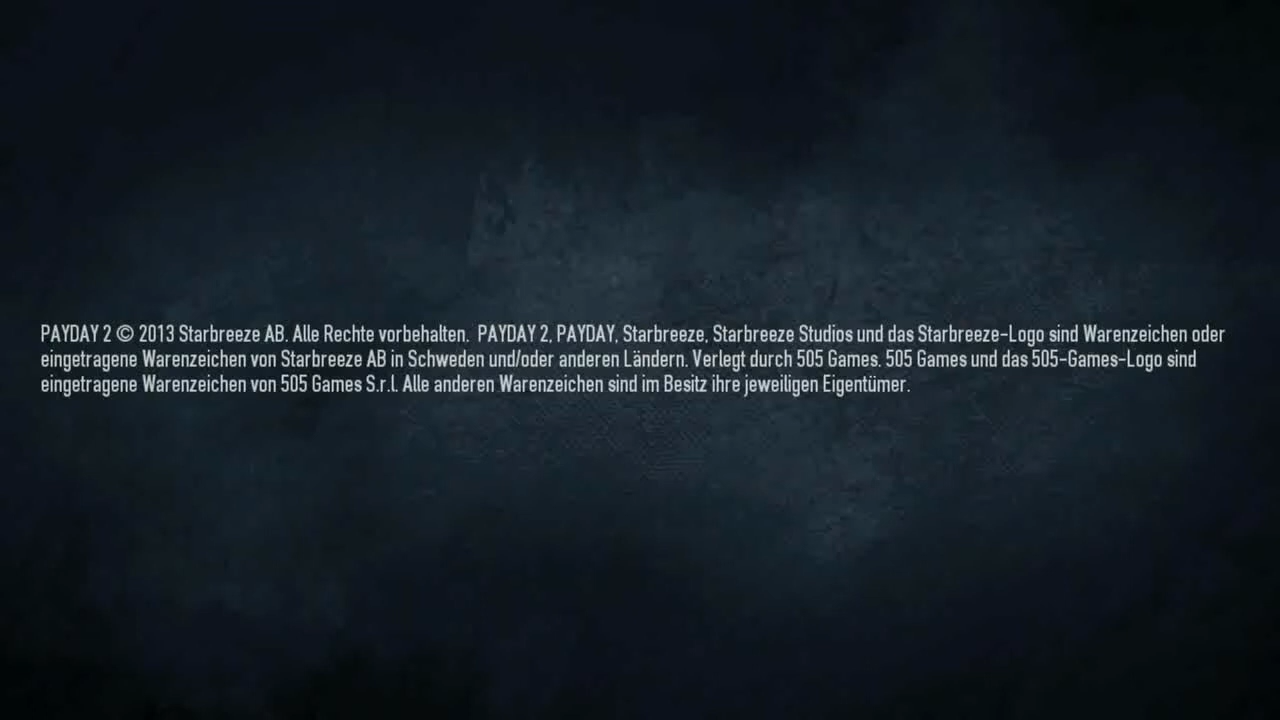 PAYDAY 2 © 2013 Starbreeze AB. Alle Rechte vorbehalten.  PAYDAY 2, PAYDAY, Starbreeze, Starbreeze Studios und das Starbreeze-Logo sind Warenzeichen oder
eingetragene Warenzeichen von Starbreeze AB in Schweden und/oder anderen Ländern. Verlegt durch 505 Games. 505 Games und das 505-Games-Logo sind
eingetragene Warenzeichen von 505 Games S.r.l. Alle anderen Warenzeichen sind im Besitz ihre jeweiligen Eigentümer.